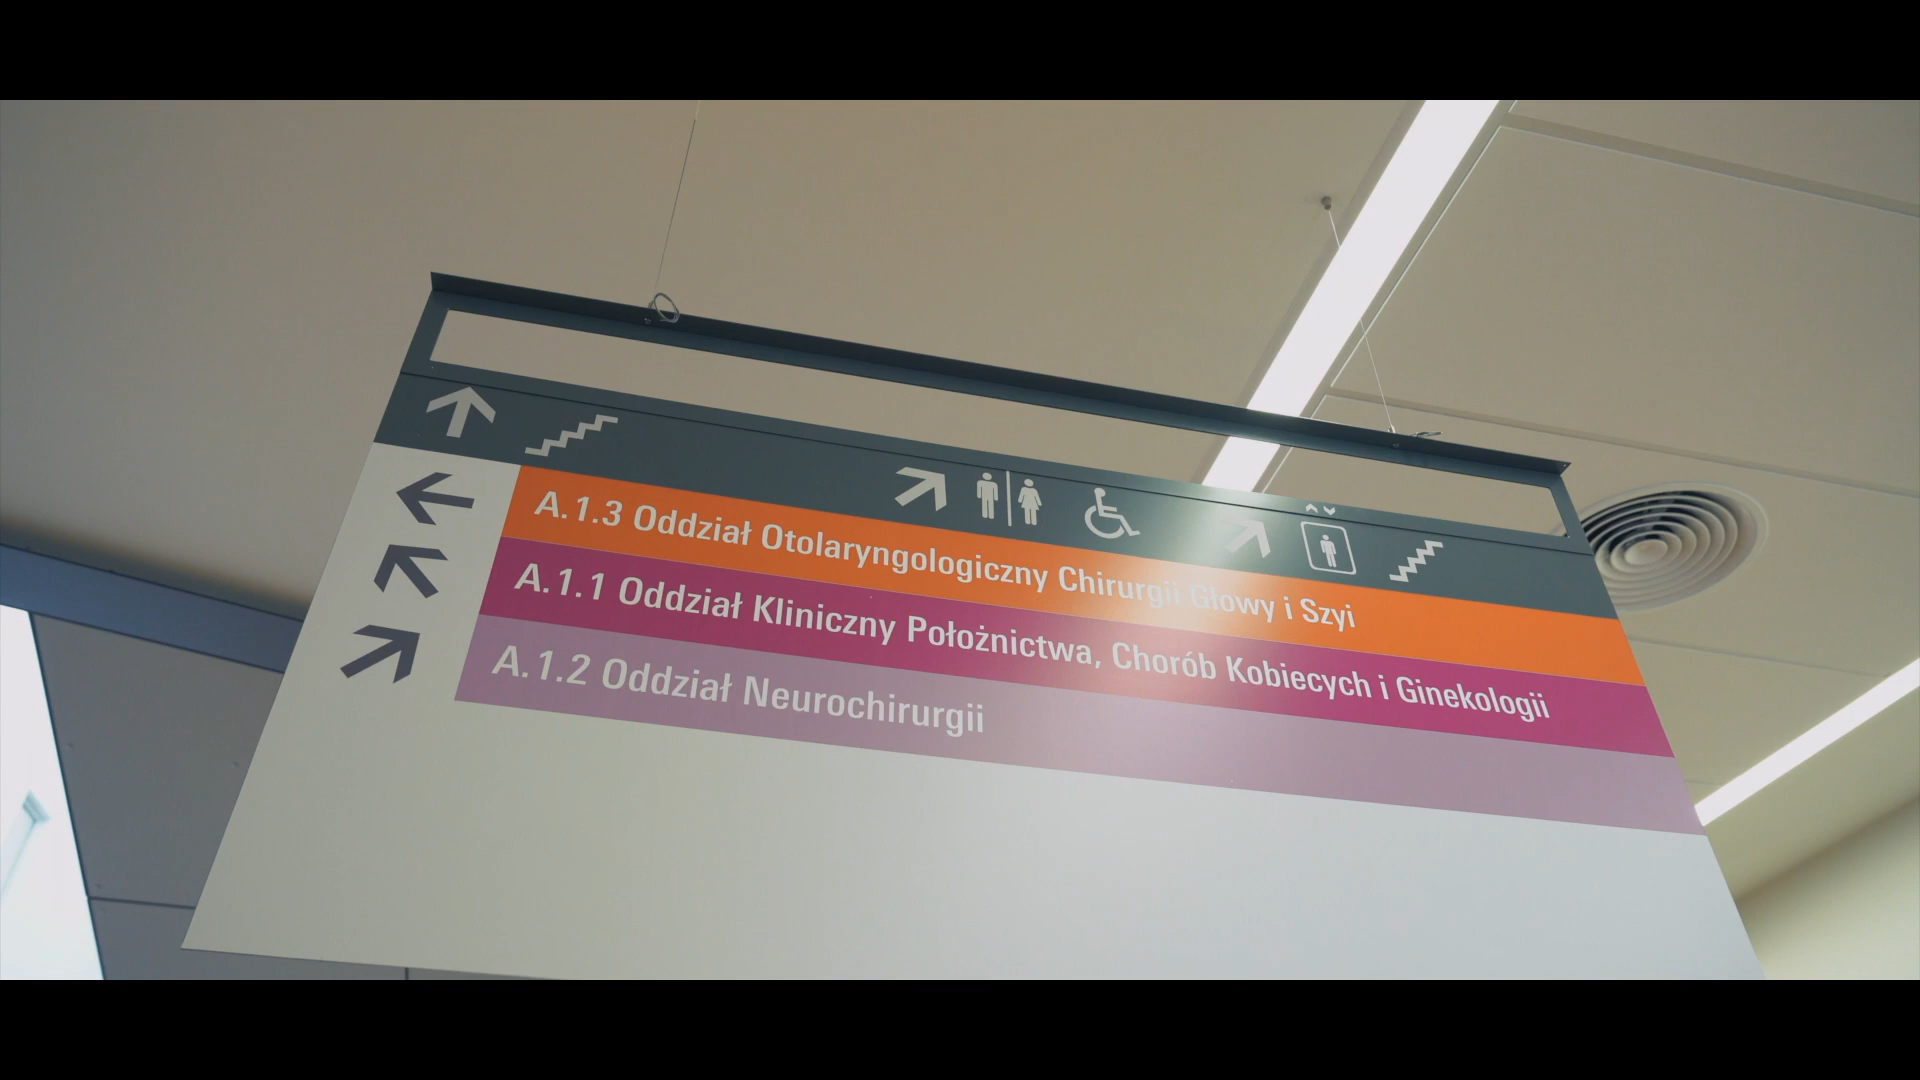 A.1.3 Oddział Otolaryngologiczny Chirurgii Głowy i Szyi
A.1.1 Oddział Kliniczny Położnictwa, Chorób Kobiecych i Ginekologii
A.1.2 Oddział Neurochirurgii